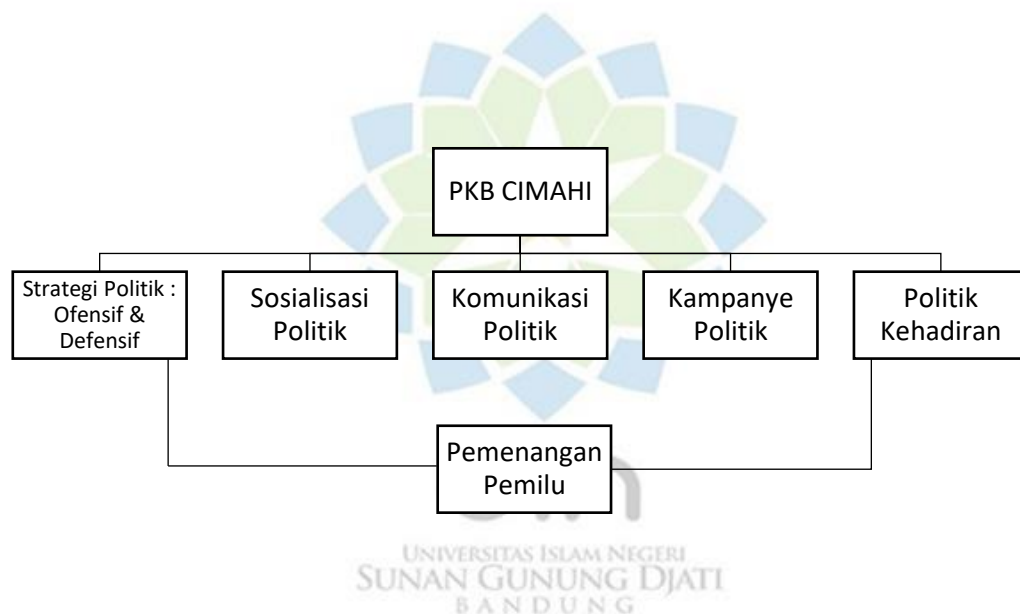 PKB CIMAHI
Strategi Politik :
Ofensif &
Defensif
Sosialisasi
Politik
Komunikasi
Politik
Kampanye
Politik
Politik
Kehadiran
Pemenangan
Pemilu
UNIVERSITAS ISLAM NEGERI
SUNAN GUNUNG DJATI
BANDUNG